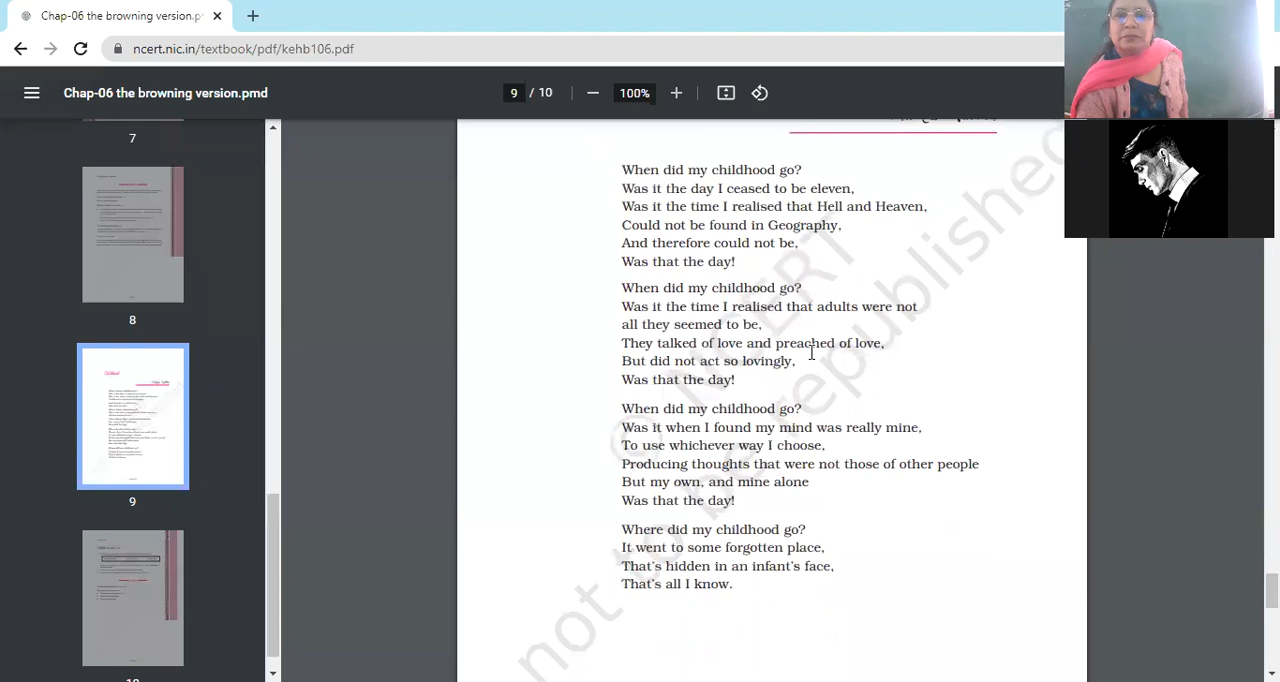 Chap-06 the browning version.p
ncert.nic.in/textbook/pdf/kehb106.pdf
Chap-06 the browning version.pmd
9 / 10
100%
7
8
9
When did my childhood go?
Was it the day I ceased to be eleven,
Was it the time I realised that Hell and Heaven,
Could not be found in Geography,
And therefore could not be,
Was that the day!
When did my childhood go?
Was it the time I realised that adults were not
all they seemed to be,
They talked of love and preached of love,
But did not act so lovingly,
Was that the day!
When did my childhood go?
Was it when I found my mind was really mine,
To use whichever way I choose,
Producing thoughts that were not those of other people
But my own, and mine alone
Was that the day!
Where did my childhood go?
It went to some forgotten place,
That's hidden in an infant's face,
That's all I know.
© NCERT
not to be republished